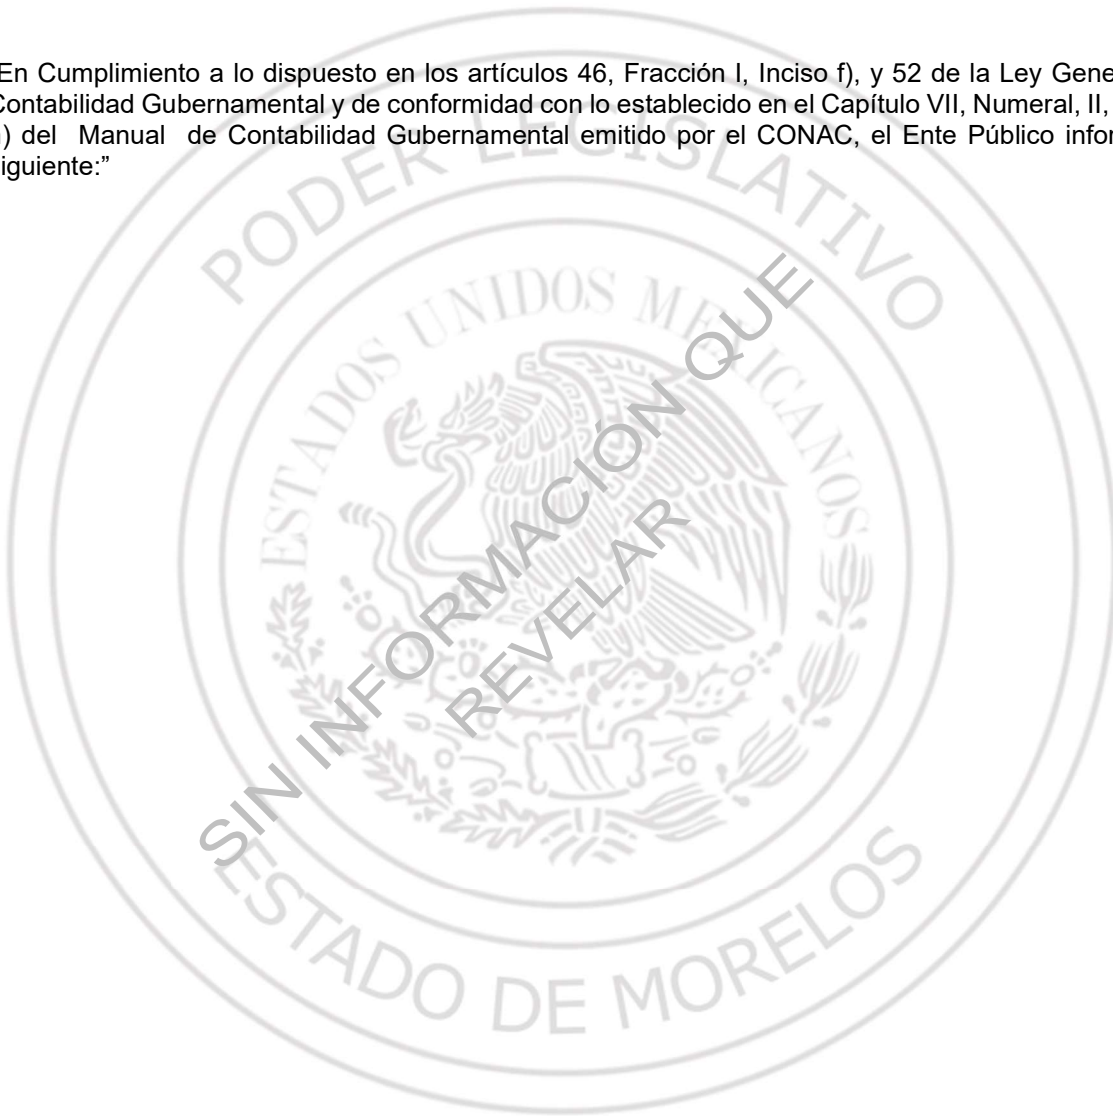 En Cumplimiento a lo dispuesto en los artículos 46, Fracción I, Inciso f), y 52 de la Ley Gene
Contabilidad Gubernamental y de conformidad con lo establecido en el Capítulo VII, Numeral, II,
) del Manual de Contabilidad Gubernamental emitido por el CONAC, el Ente Público infor
iguiente:”
PODER LEGISLATIVO
ESTADOS UNIDOS MEXICANOS
SIN INFORMACIÓN QUE
REVELAR
ESTADO DE MORELOS